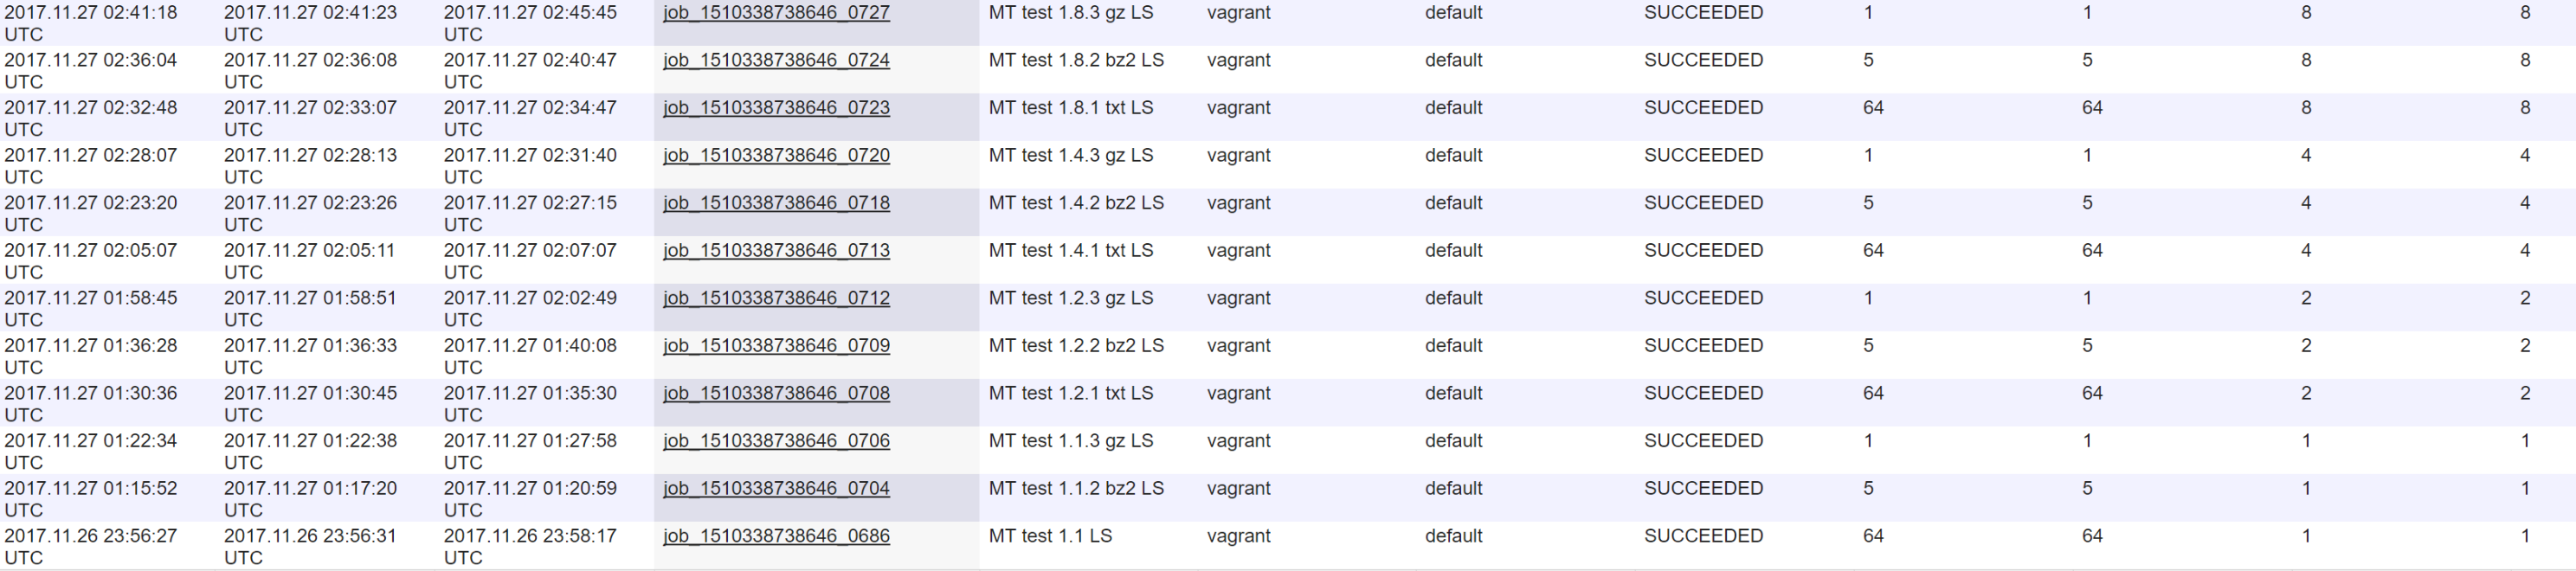 2017.11.27 02:41:18 2017.11.27 02:41:23 2017.11.27 02:45:45 job_1510338738646_0727 MT test 1.8.3 gz LS vagrant default SUCCEEDED 1 1 8 8
UTC UTC UTC
2017.11.27 02:36:04 2017.11.27 02:36:08 2017.11.27 02:40:47 job_1510338738646_0724 MT test 1.8.2 bz2 LS vagrant default SUCCEEDED 5 5 8 8
UTC UTC UTC
2017.11.27 02:32:48 2017.11.27 02:33:07 2017.11.27 02:34:47 job_1510338738646_0723 MT test 1.8.1 txt LS vagrant default SUCCEEDED 64 64 8 8
UTC UTC UTC
2017.11.27 02:28:07 2017.11.27 02:28:13 2017.11.27 02:31:40 job_1510338738646_0720 MT test 1.4.3 gz LS vagrant default SUCCEEDED 1 1 4 4
UTC UTC UTC
2017.11.27 02:23:20 2017.11.27 02:23:26 2017.11.27 02:27:15 job_1510338738646_0718 MT test 1.4.2 bz2 LS vagrant default SUCCEEDED 5 5 4 4
UTC UTC UTC
2017.11.27 02:05:07 2017.11.27 02:05:11 2017.11.27 02:07:07 job_1510338738646_0713 MT test 1.4.1 txt LS vagrant default SUCCEEDED 64 64 4 4
UTC UTC UTC
2017.11.27 01:58:45 2017.11.27 01:58:51 2017.11.27 02:02:49 job_1510338738646_0712 MT test 1.2.3 gz LS vagrant default SUCCEEDED 1 1 2 2
UTC UTC UTC
2017.11.27 01:36:28 2017.11.27 01:36:33 2017.11.27 01:40:08 job_1510338738646_0709 MT test 1.2.2 bz2 LS vagrant default SUCCEEDED 5 5 2 2
UTC UTC UTC
2017.11.27 01:30:36 2017.11.27 01:30:45 2017.11.27 01:35:30 job_1510338738646_0708 MT test 1.2.1 txt LS vagrant default SUCCEEDED 64 64 2 2
UTC UTC UTC
2017.11.27 01:22:34 2017.11.27 01:22:38 2017.11.27 01:27:58 job_1510338738646_0706 MT test 1.1.3 gz LS vagrant default SUCCEEDED 1 1 1 1
UTC UTC UTC
2017.11.27 01:15:52 2017.11.27 01:17:20 2017.11.27 01:20:59 job_1510338738646_0704 MT test 1.1.2 bz2 LS vagrant default SUCCEEDED 5 5 1 1
UTC UTC UTC
2017.11.26 23:56:27 2017.11.26 23:56:31 2017.11.26 23:58:17 job_1510338738646_0686 MT test 1.1 LS vagrant default SUCCEEDED 64 64 1 1
UTC UTC UTC